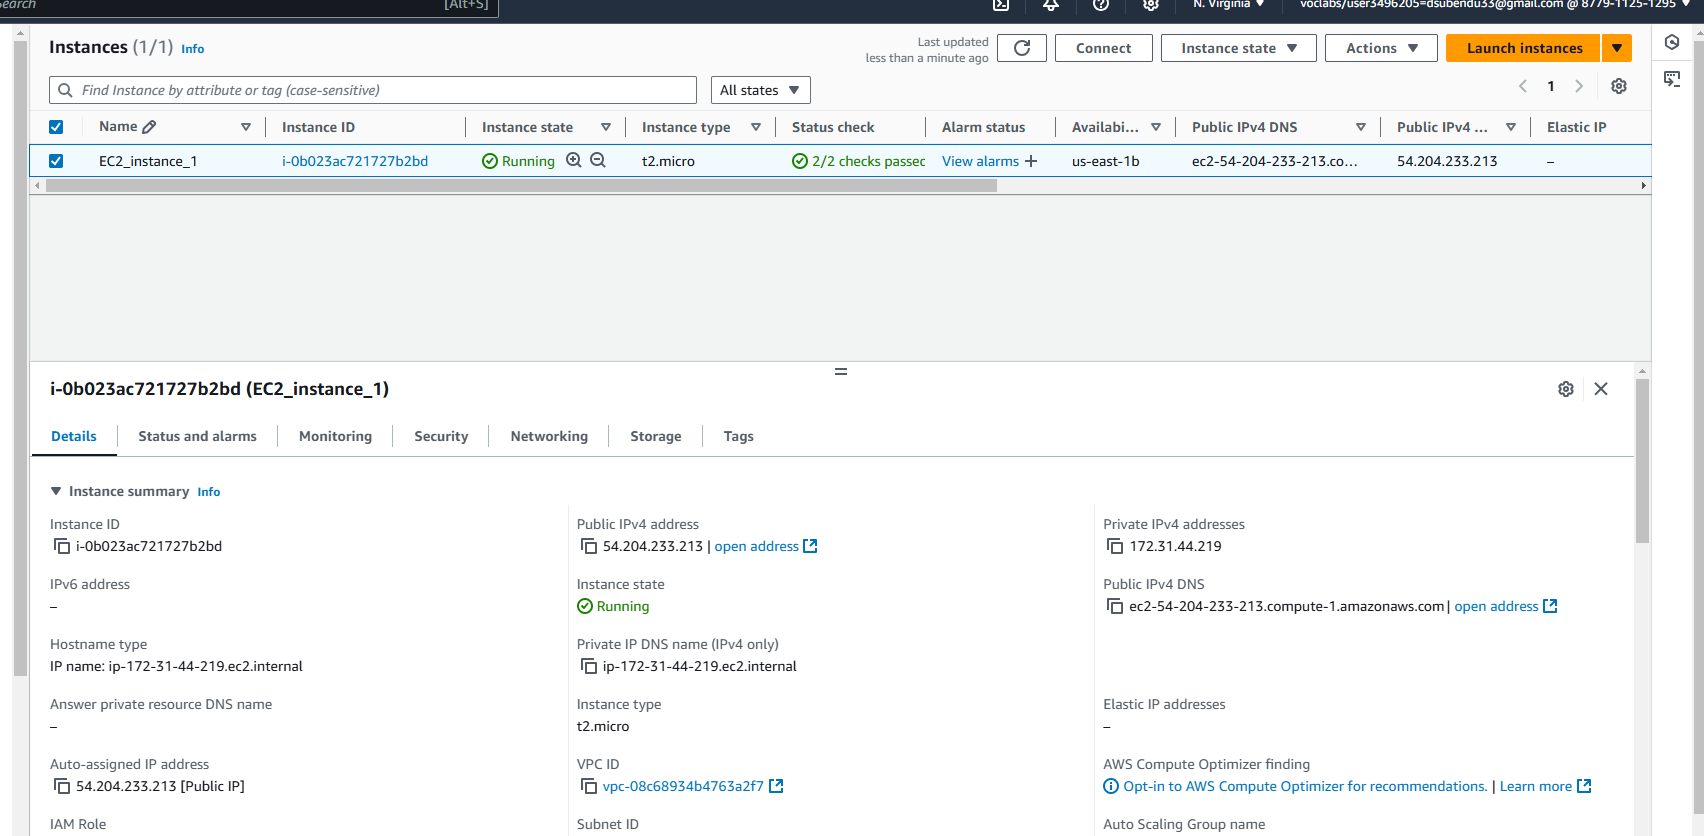 Search [Alt+S] N. Virginia voclabs/user3496205=dsubendu33@gmail.com @ 8779-1125-1295
Instances (1/1) Info
Last updated
less than a minute ago
Connect Instance state Actions Launch instances
Find Instance by attribute or tag (case-sensitive) All states 1
Name Instance ID Instance state Instance type Status check Alarm status Availabi... Public IPv4 DNS Public IPv4 ... Elastic IP
EC2_instance_1 i-0b023ac721727b2bd Running t2.micro 2/2 checks passec View alarms + us-east-1b ec2-54-204-233-213.co... 54.204.233.213 –
i-0b023ac721727b2bd (EC2_instance_1)
Details Status and alarms Monitoring Security Networking Storage Tags
Instance summary Info
Instance ID Public IPv4 address Private IPv4 addresses
i-0b023ac721727b2bd 54.204.233.213 | open address 172.31.44.219
IPv6 address Instance state Public IPv4 DNS
– Running ec2-54-204-233-213.compute-1.amazonaws.com | open address
Hostname type Private IP DNS name (IPv4 only)
IP name: ip-172-31-44-219.ec2.internal ip-172-31-44-219.ec2.internal
Answer private resource DNS name Instance type Elastic IP addresses
– t2.micro –
Auto-assigned IP address VPC ID AWS Compute Optimizer finding
54.204.233.213 [Public IP] vpc-08c68934b4763a2f7 Opt-in to AWS Compute Optimizer for recommendations. | Learn more
IAM Role Subnet ID Auto Scaling Group name